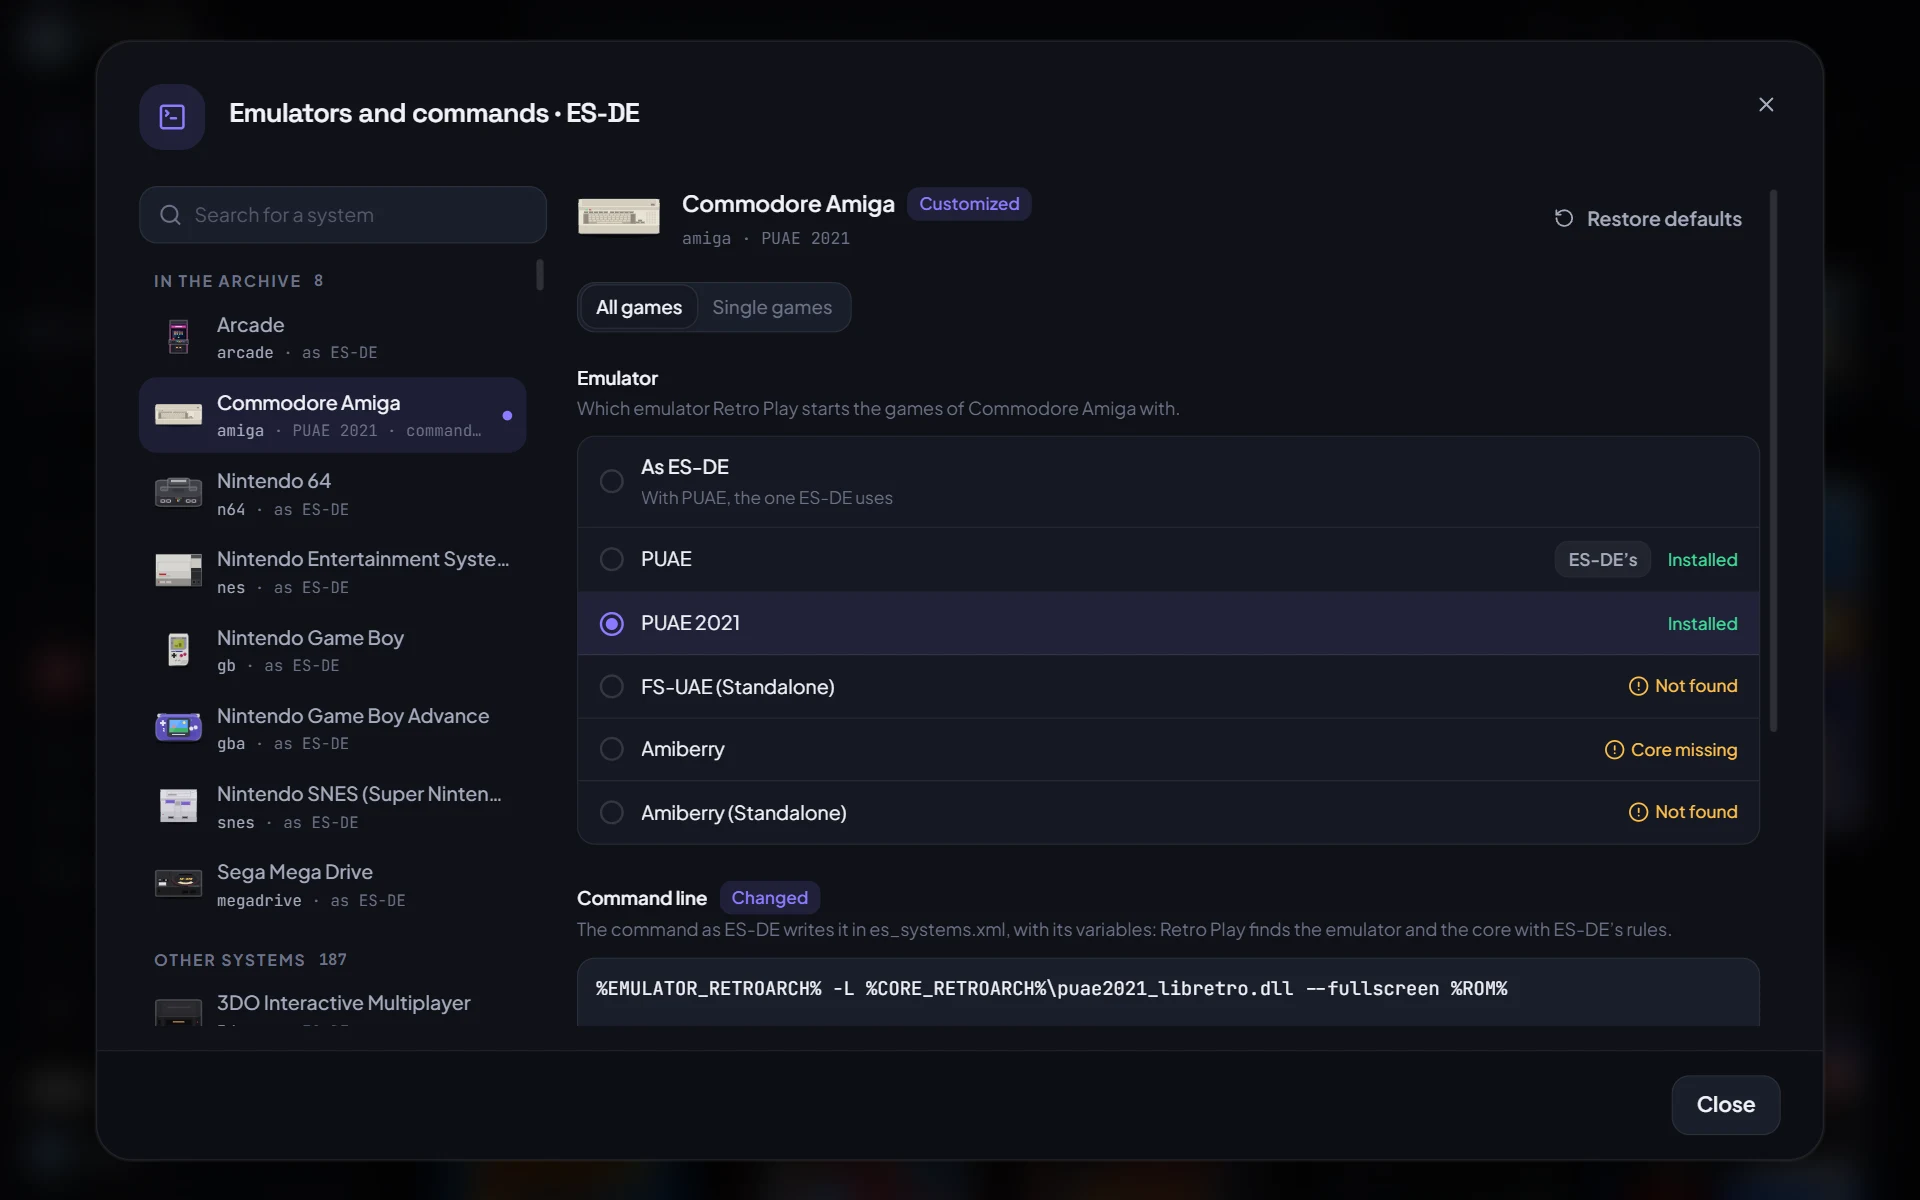 Emulators and commands · ES-DE
Search for a system
IN THE ARCHIVE 8
Arcade
arcade · as ES-DE
Commodore Amiga
amiga · PUAE 2021 · command…
Nintendo 64
n64 · as ES-DE
Nintendo Entertainment Syste…
nes · as ES-DE
Nintendo Game Boy
gb · as ES-DE
Nintendo Game Boy Advance
gba · as ES-DE
Nintendo SNES (Super Ninten…
snes · as ES-DE
Sega Mega Drive
megadrive · as ES-DE
OTHER SYSTEMS 187
3DO Interactive Multiplayer
Commodore Amiga Customized
amiga · PUAE 2021
Restore defaults
All games Single games
Emulator
Which emulator Retro Play starts the games of Commodore Amiga with.
As ES-DE
With PUAE, the one ES-DE uses
PUAE ES-DE’s Installed
PUAE 2021 Installed
FS-UAE (Standalone) Not found
Amiberry Core missing
Amiberry (Standalone) Not found
Command line Changed
The command as ES-DE writes it in es_systems.xml, with its variables: Retro Play finds the emulator and the core with ES-DE’s rules.
%EMULATOR_RETROARCH% -L %CORE_RETROARCH%\puae2021_libretro.dll --fullscreen %ROM%
Close